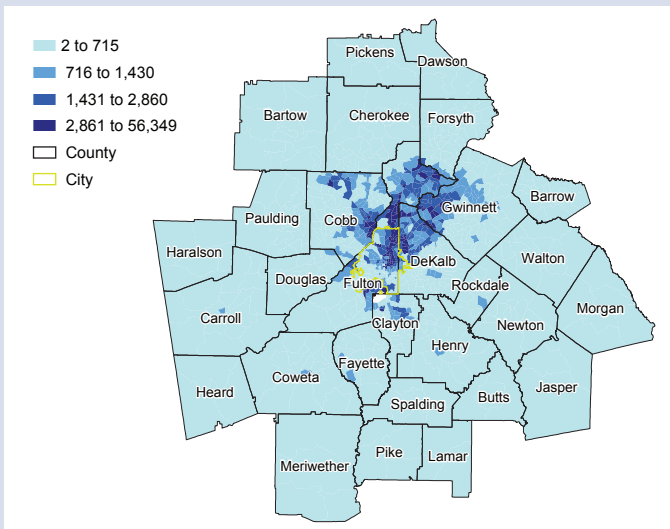 2 to 715
716 to 1,430
1,431 to 2,860
2,861 to 56,349
County
City
Pickens
Dawson
Bartow
Cherokee
Forsyth
Gwinnett
Barrow
Paulding
Cobb
Haralson
DeKalb
Walton
Douglas
Fulton
Rockdale
Morgan
Carroll
Clayton
Newton
Henry
Fayette
Heard
Coweta
Jasper
Butts
Spalding
Pike
Lamar
Meriwether